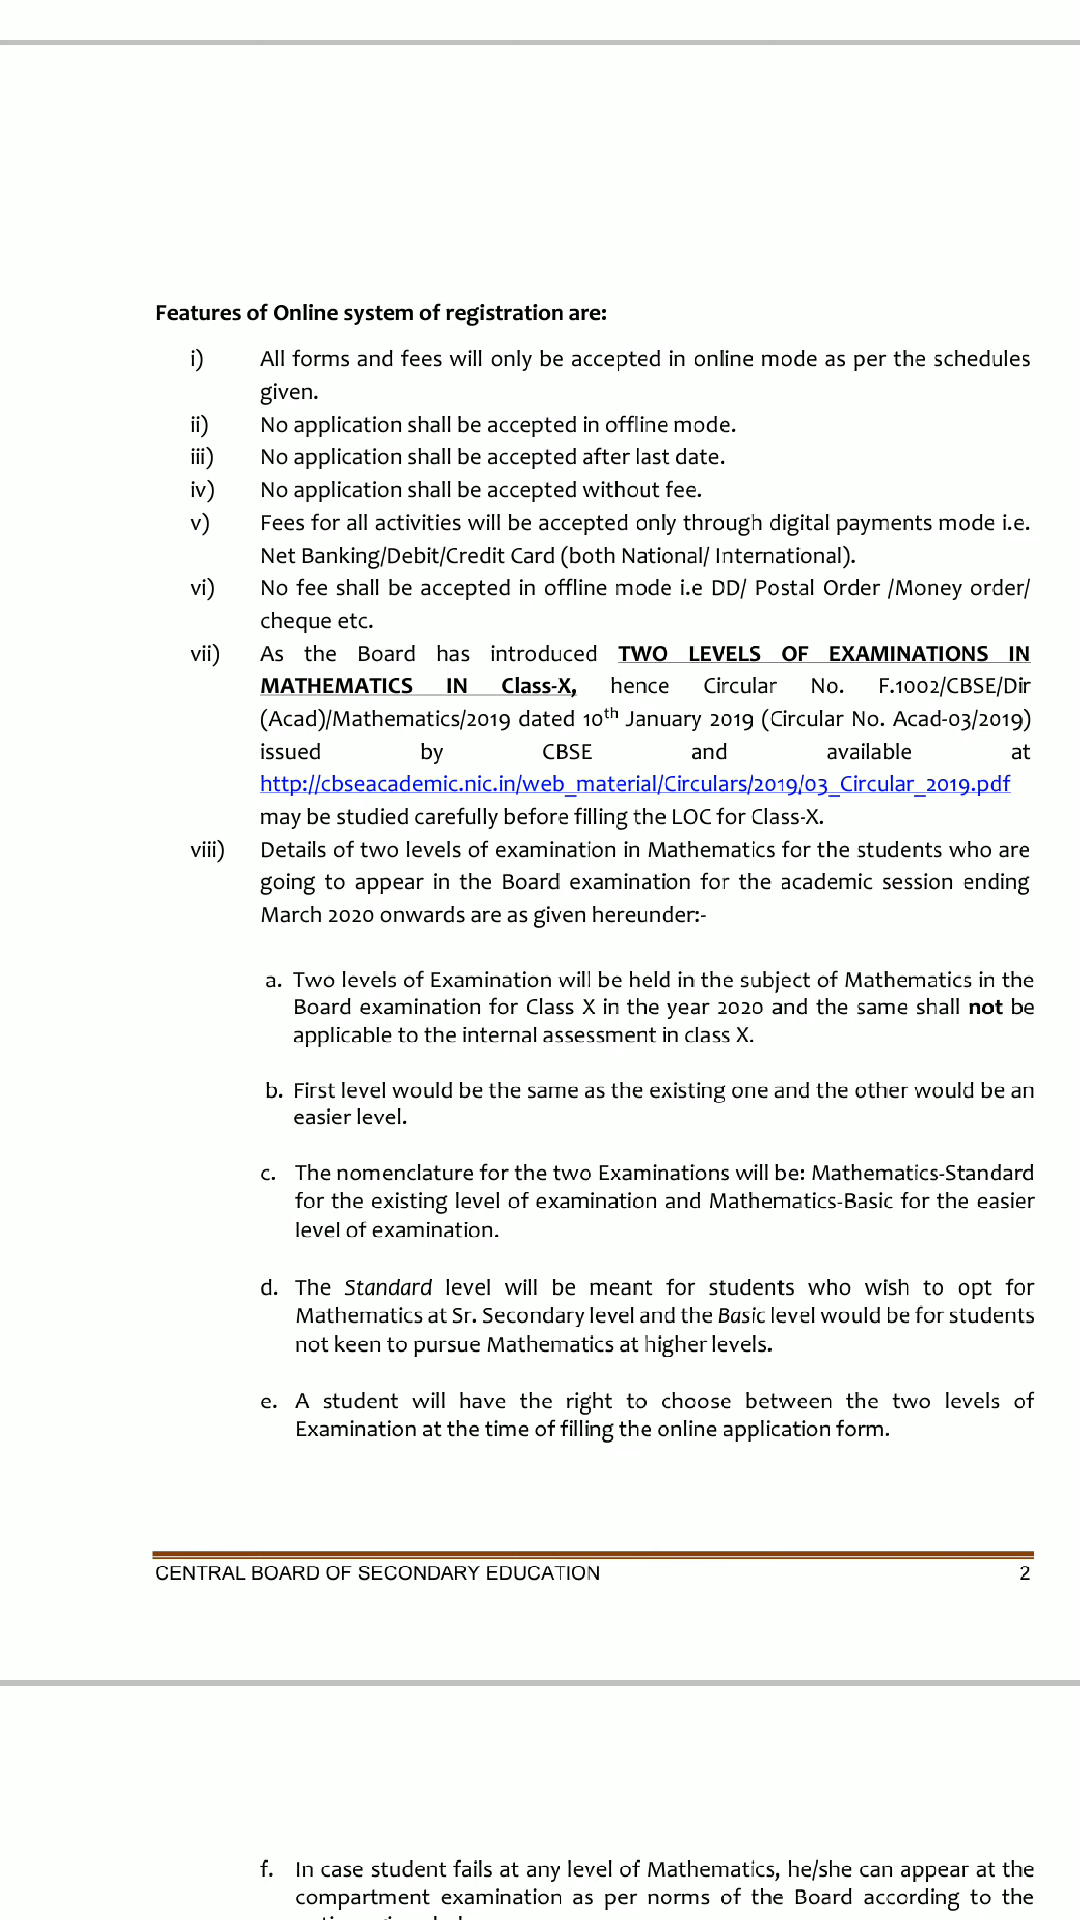 Features of Online system of registration are:
i) All forms and fees will only be accepted in online mode as per the schedules
given.
ii) No application shall be accepted in offline mode.
iii) No application shall be accepted after last date.
iv) No application shall be accepted without fee.
v) Fees for all activities will be accepted only through digital payments mode i.e.
Net Banking/Debit/Credit Card (both National/ International).
vi) No fee shall be accepted in offline mode i.e DD/ Postal Order /Money order/
cheque etc.
vii) As the Board has introduced TWO LEVELS OF EXAMINATIONS IN
MATHEMATICS IN Class-X, hence Circular No. F.1002/CBSE/Dir
(Acad)/Mathematics/2019 dated 10th January 2019 (Circular No. Acad-03/2019)
issued by CBSE and available at
http://cbseacademic.nic.in/web_material/Circulars/2019/03_Circular_2019.pdf
may be studied carefully before filling the LOC for Class-X.
viii) Details of two levels of examination in Mathematics for the students who are
going to appear in the Board examination for the academic session ending
March 2020 onwards are as given hereunder:-
a. Two levels of Examination will be held in the subject of Mathematics in the
Board examination for Class X in the year 2020 and the same shall not be
applicable to the internal assessment in class X.
b. First level would be the same as the existing one and the other would be an
easier level.
c. The nomenclature for the two Examinations will be: Mathematics-Standard
for the existing level of examination and Mathematics-Basic for the easier
level of examination.
d. The Standard level will be meant for students who wish to opt for
Mathematics at Sr. Secondary level and the Basic level would be for students
not keen to pursue Mathematics at higher levels.
e. A student will have the right to choose between the two levels of
Examination at the time of filling the online application form.
CENTRAL BOARD OF SECONDARY EDUCATION 2
f. In case student fails at any level of Mathematics, he/she can appear at the
compartment examination as per norms of the Board according to the